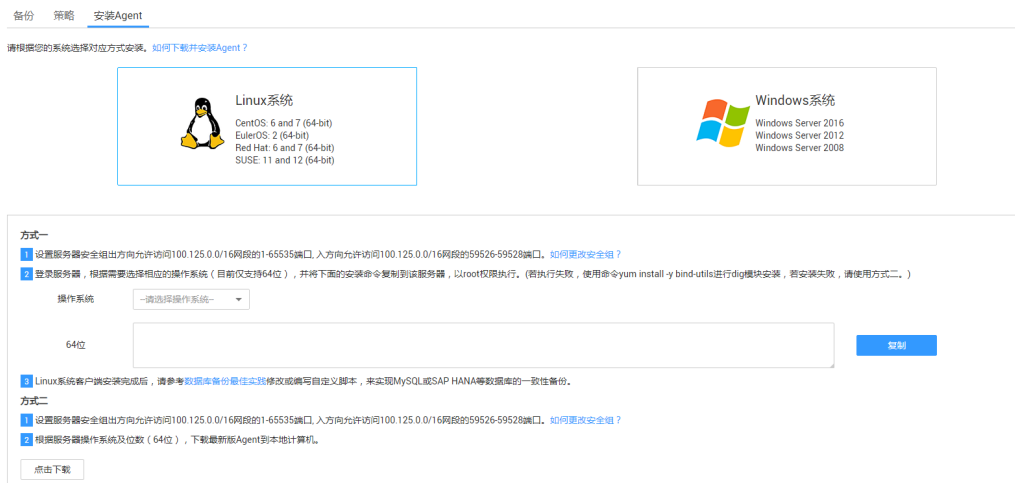 备份 策略 安装Agent
请根据您的系统选择对应方式安装。如何下载并安装Agent？
Linux系统
CentOS: 6 and 7 (64-bit)
EulerOS: 2 (64-bit)
Red Hat: 6 and 7 (64-bit)
SUSE: 11 and 12 (64-bit)
Windows系统
Windows Server 2016
Windows Server 2012
Windows Server 2008
方式一
1 设置服务器安全组出方向允许访问100.125.0.0/16网段的1-65535端口, 入方向允许访问100.125.0.0/16网段的59526-59528端口。如何更改安全组？
2 登录服务器，根据需要选择相应的操作系统（目前仅支持64位），并将下面的安装命令复制到该服务器，以root权限执行。(若执行失败，使用命令yum install -y bind-utils进行dig模块安装，若安装失败，请使用方式二。)
操作系统 --请选择操作系统--
64位 复制
3 Linux系统客户端安装完成后，请参考数据库备份最佳实践修改或编写自定义脚本，来实现MySQL或SAP HANA等数据库的一致性备份。
方式二
1 设置服务器安全组出方向允许访问100.125.0.0/16网段的1-65535端口, 入方向允许访问100.125.0.0/16网段的59526-59528端口。如何更改安全组？
2 根据服务器操作系统及位数（64位），下载最新版Agent到本地计算机。
点击下载